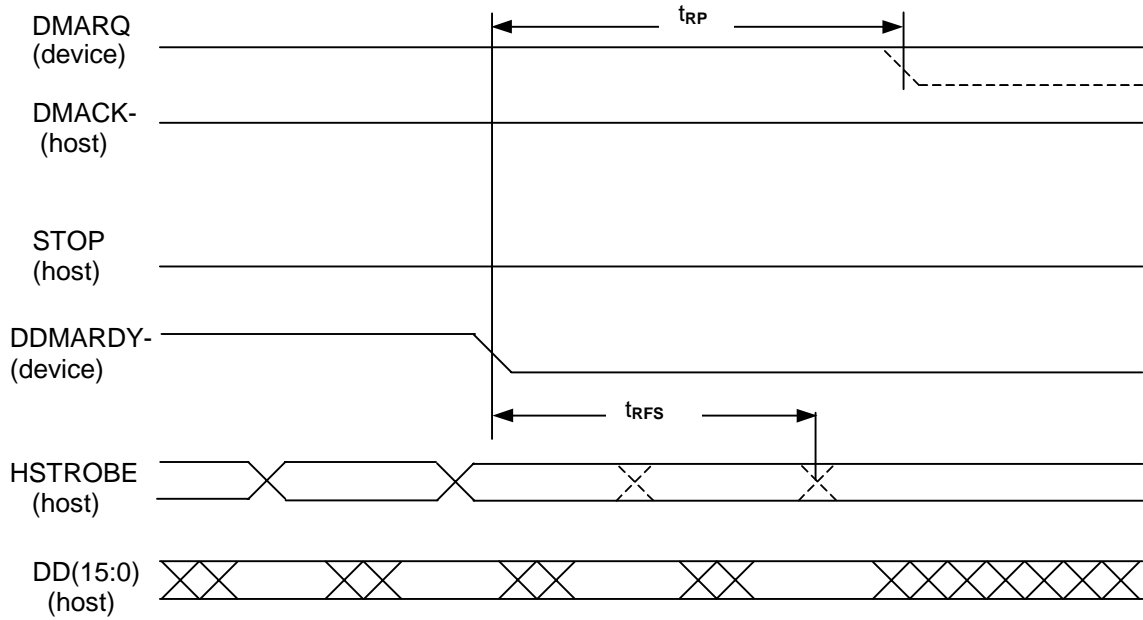 DMARQ
(device)
tRP
DMACK-
(host)
STOP
(host)
DDMARDY-
(device)
tRFS
HSTROBE
(host)
DD(15:0)
(host)